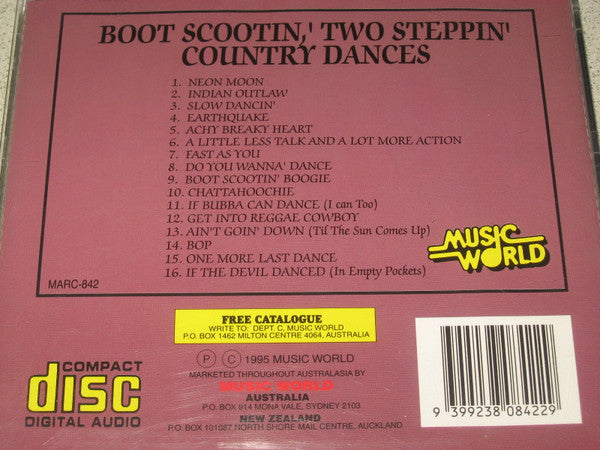 BOOT SCOOTIN,' TWO STEPPIN'
COUNTRY DANCES
1. NEON MOON
2. INDIAN OUTLAW
3. SLOW DANCIN'
4. EARTHQUAKE
5. ACHY BREAKY HEART
6. A LITTLE LESS TALK AND A LOT MORE ACTION
7. FAST AS YOU
8. DO YOU WANNA' DANCE
9. BOOT SCOOTIN' BOOGIE
10. CHATTAHOOCHIE
11. IF BUBBA CAN DANCE (I can Too)
12. GET INTO REGGAE COWBOY
13. AIN'T GOIN' DOWN (Til The Sun Comes Up)
14. BOP
15. ONE MORE LAST DANCE
16. IF THE DEVIL DANCED (In Empty Pockets)
MARC-842
MUSIC
WORLD
FREE CATALOGUE
WRITE TO: DEPT. C, MUSIC WORLD
P.O. BOX 1462 MILTON CENTRE 4064, AUSTRALIA
Ⓟ Ⓒ 1995 MUSIC WORLD
MARKETED THROUGHOUT AUSTRALASIA BY
MUSIC WORLD
AUSTRALIA
P.O. BOX 914 MONA VALE, SYDNEY 2103
NEW ZEALAND
P.O. BOX 101087 NORTH SHORE MAIL CENTRE, AUCKLAND
COMPACT
disc
DIGITAL AUDIO
9 399238 084229